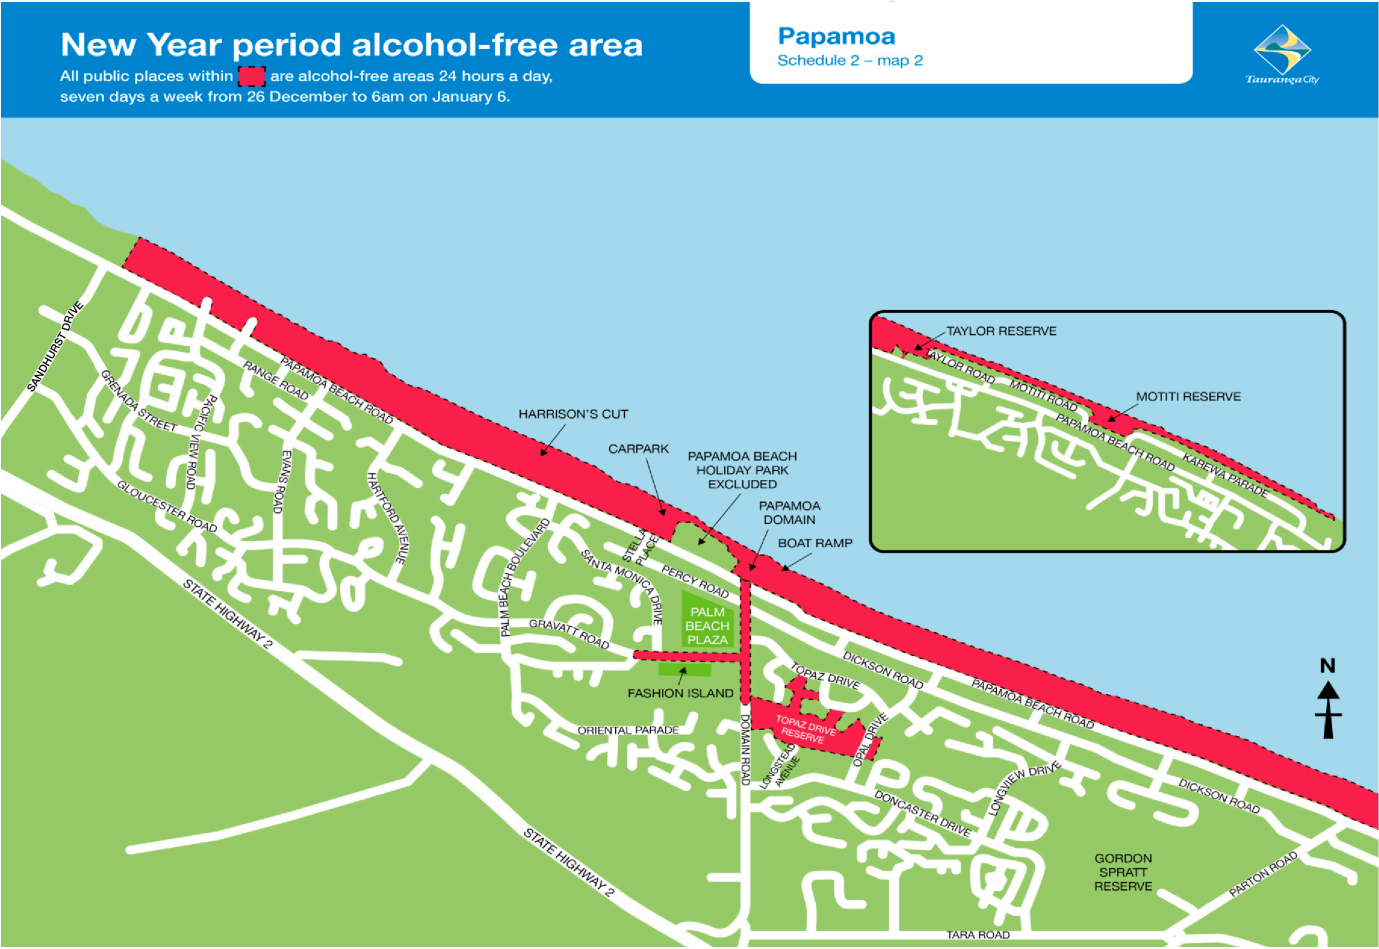 New Year period alcohol-free area
All public places within are alcohol-free areas 24 hours a day,
seven days a week from 26 December to 6am on January 6.
Papamoa
Schedule 2 – map 2
Tauranga City
SANDHURST DRIVE
GRENADA STREET
PACIFIC VIEW ROAD
RANGE ROAD
PAPAMOA BEACH ROAD
EVANS ROAD
GLOUCESTER ROAD
HARTFORD AVENUE
STATE HIGHWAY 2
HARRISON'S CUT
CARPARK
PAPAMOA BEACH
HOLIDAY PARK
EXCLUDED
PAPAMOA
DOMAIN
BOAT RAMP
TAYLOR RESERVE
TAYLOR ROAD
MOTITI ROAD
MOTITI RESERVE
PAPAMOA BEACH ROAD
KAREWA PARADE
PALM BEACH BOULEVARD
STELLA
PLACE
SANTA MONICA DRIVE
PERCY ROAD
PALM
BEACH
PLAZA
GRAVATT ROAD
FASHION ISLAND
ORIENTAL PARADE
DOMAIN ROAD
TOPAZ DRIVE
TOPAZ DRIVE
RESERVE
OPAL DRIVE
LONGSTEAD
AVENUE
DICKSON ROAD
PAPAMOA BEACH ROAD
N
LONGVIEW DRIVE
DONCASTER DRIVE
DICKSON ROAD
STATE HIGHWAY 2
GORDON
SPRATT
RESERVE
PARTON ROAD
TARA ROAD